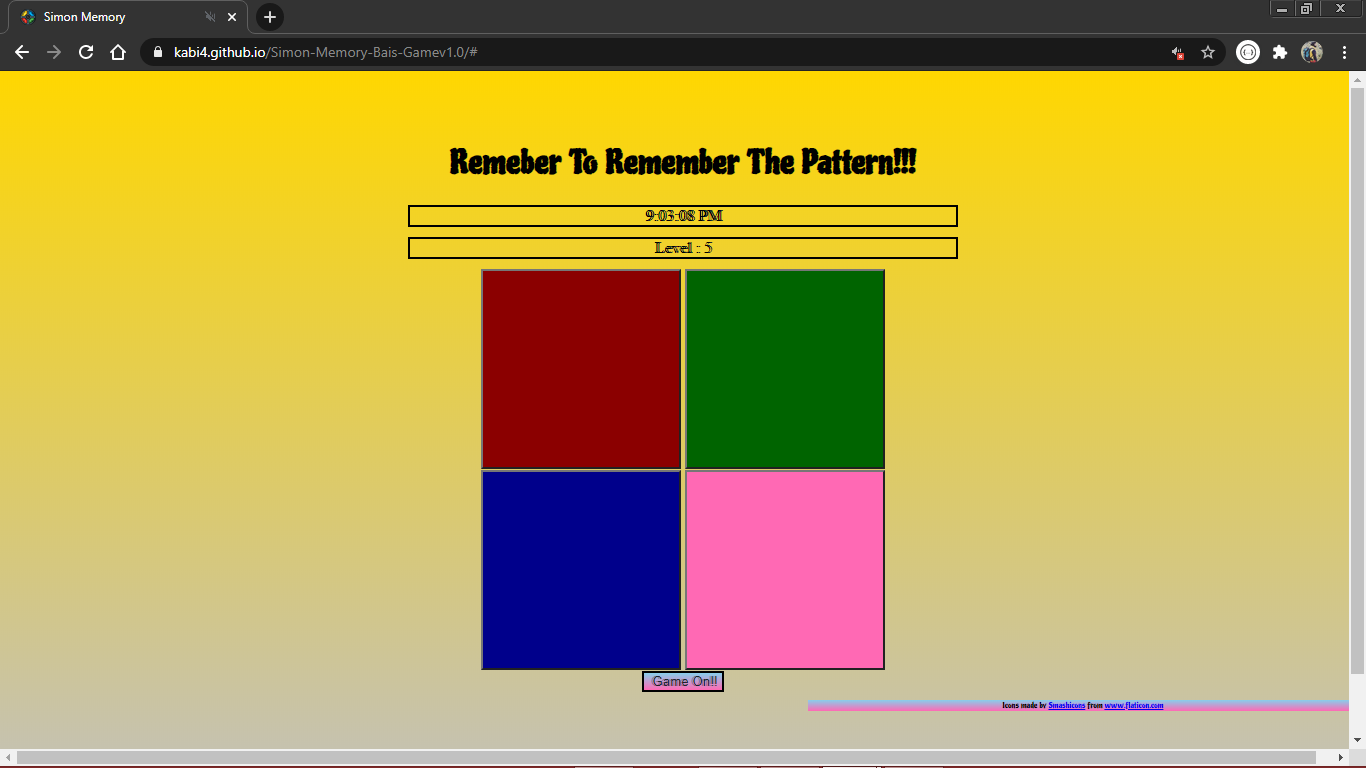 Simon Memory
kabi4.github.io/Simon-Memory-Bais-Gamev1.0/#
Remeber To Remember The Pattern!!!
9:03:08 PM
Level : 5
Game On!!
Icons made by Smashicons from www.flaticon.com